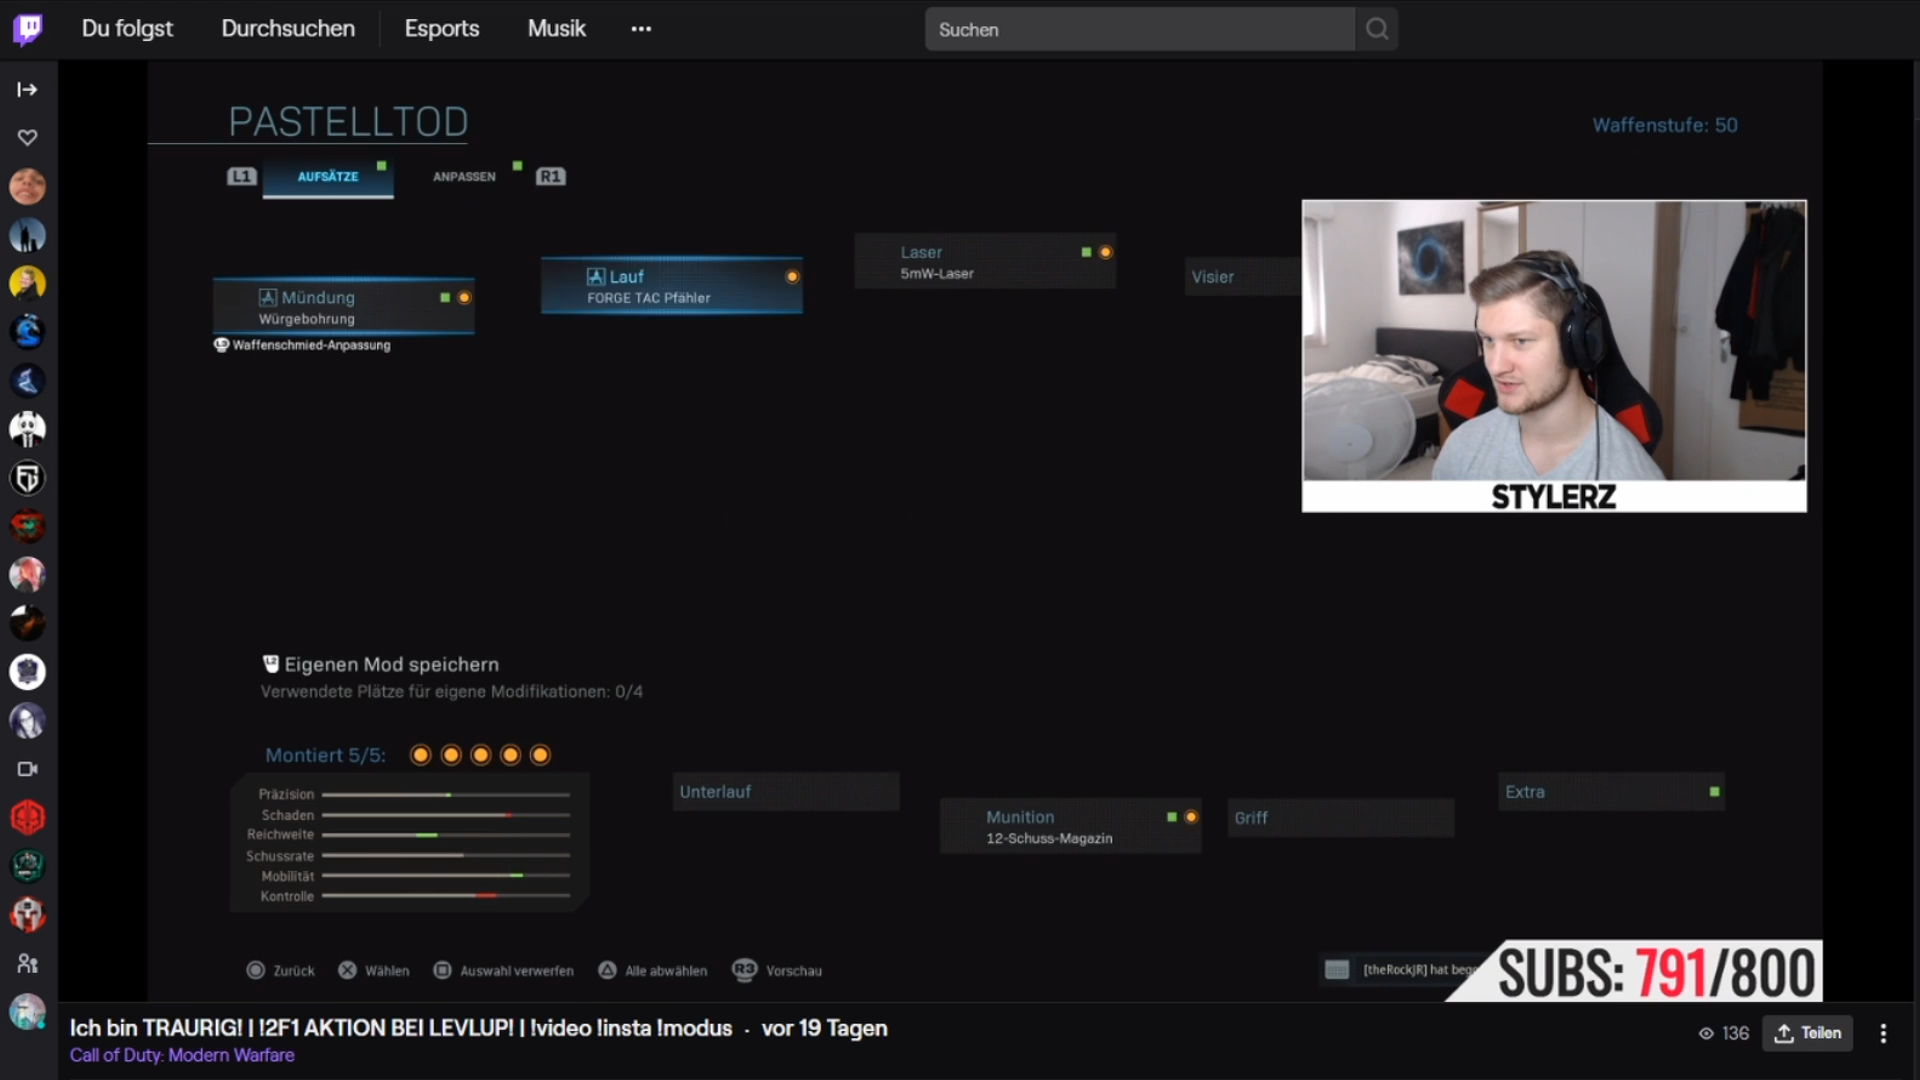 Du folgst
Durchsuchen
Esports
Musik
Suchen
PASTELLTOD
Waffenstufe: 50
L1
AUFSÄTZE
ANPASSEN
R1
Mündung
Würgebohrung
Waffenschmied-Anpassung
Lauf
FORGE TAC Pfähler
Laser
5mW-Laser
Visier
STYLERZ
L2 Eigenen Mod speichern
Verwendete Plätze für eigene Modifikationen: 0/4
Montiert 5/5:
Präzision
Schaden
Reichweite
Schussrate
Mobilität
Kontrolle
Unterlauf
Munition
12-Schuss-Magazin
Griff
Extra
Zurück
Wählen
Auswahl verwerfen
Alle abwählen
R3 Vorschau
[theRockJR] hat
SUBS: 791/800
Ich bin TRAURIG! | !2F1 AKTION BEI LEVLUP! | !video !insta !modus · vor 19 Tagen
Call of Duty: Modern Warfare
136
Teilen